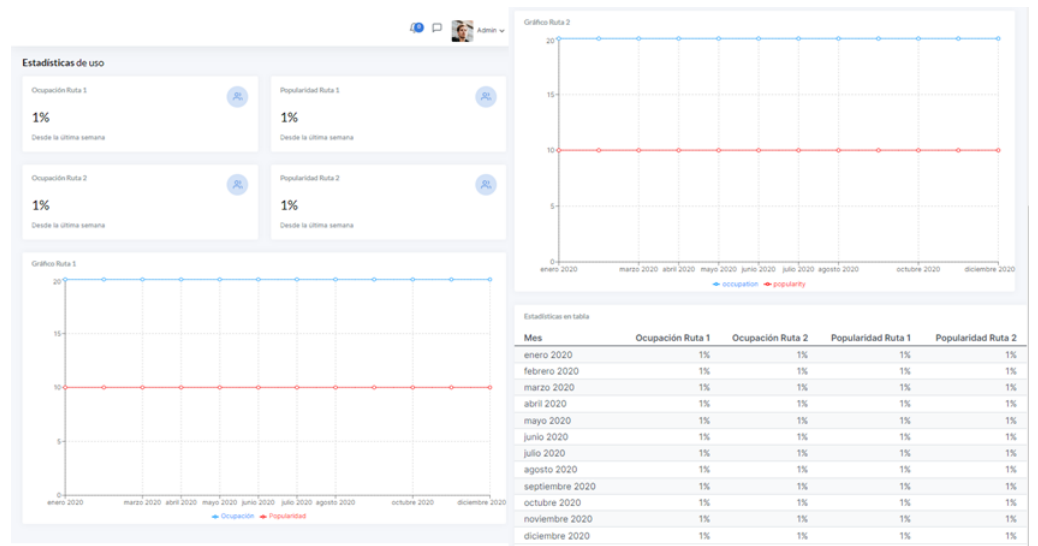 6
Admin
Estadísticas de uso
Ocupación Ruta 1
1%
Desde la última semana
Popularidad Ruta 1
1%
Desde la última semana
Ocupación Ruta 2
1%
Desde la última semana
Popularidad Ruta 2
1%
Desde la última semana
Gráfico Ruta 1
20
15
10
5
0
enero 2020 marzo 2020 abril 2020 mayo 2020 junio 2020 julio 2020 agosto 2020 octubre 2020 diciembre 2020
Ocupación Popularidad
Gráfico Ruta 2
20
15
10
5
0
enero 2020 marzo 2020 abril 2020 mayo 2020 junio 2020 julio 2020 agosto 2020 octubre 2020 diciembre 2020
occupation popularity
Estadísticas en tabla
Mes Ocupación Ruta 1 Ocupación Ruta 2 Popularidad Ruta 1 Popularidad Ruta 2
enero 2020 1% 1% 1% 1%
febrero 2020 1% 1% 1% 1%
marzo 2020 1% 1% 1% 1%
abril 2020 1% 1% 1% 1%
mayo 2020 1% 1% 1% 1%
junio 2020 1% 1% 1% 1%
julio 2020 1% 1% 1% 1%
agosto 2020 1% 1% 1% 1%
septiembre 2020 1% 1% 1% 1%
octubre 2020 1% 1% 1% 1%
noviembre 2020 1% 1% 1% 1%
diciembre 2020 1% 1% 1% 1%